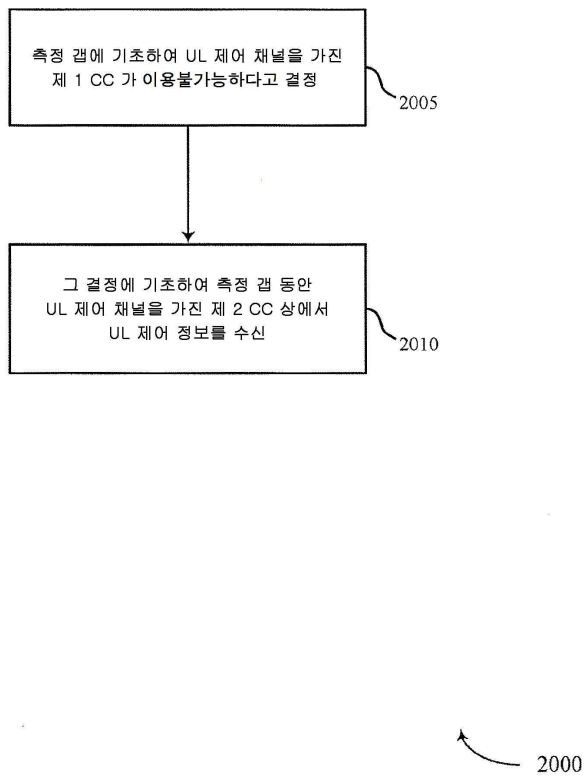 측정 갭에 기초하여 UL 제어 채널을 가진
제 1 CC 가 이용불가능하다고 결정
2005
그 결정에 기초하여 측정 갭 동안
UL 제어 채널을 가진 제 2 CC 상에서
UL 제어 정보를 수신
2010
2000